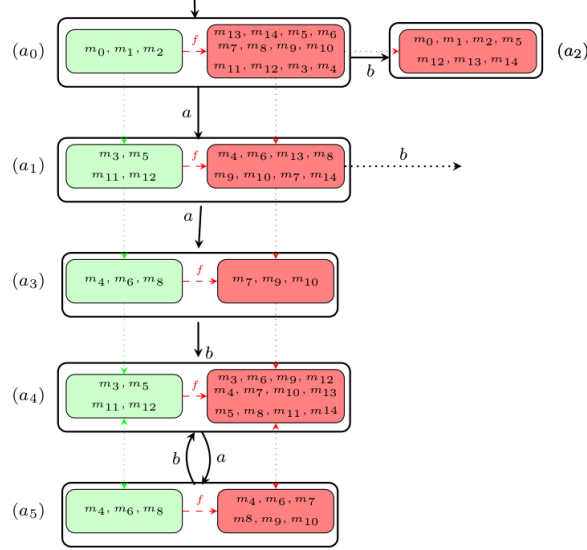 (a₀) m₀, m₁, m₂ f m₁₃, m₁₄, m₅, m₆
m₇, m₈, m₉, m₁₀
m₁₁, m₁₂, m₃, m₄
b
m₀, m₁, m₂, m₅
m₁₂, m₁₃, m₁₄
(a₂)
a
(a₁) m₃, m₅
m₁₁, m₁₂
f
m₄, m₆, m₁₃, m₈
m₉, m₁₀, m₇, m₁₄
b
a
(a₃) m₄, m₆, m₈ f m₇, m₉, m₁₀
b
(a₄) m₃, m₅
m₁₁, m₁₂
f
m₃, m₆, m₉, m₁₂
m₄, m₇, m₁₀, m₁₃
m₅, m₈, m₁₁, m₁₄
b a
(a₅) m₄, m₆, m₈ f m₄, m₆, m₇
m8, m₉, m₁₀